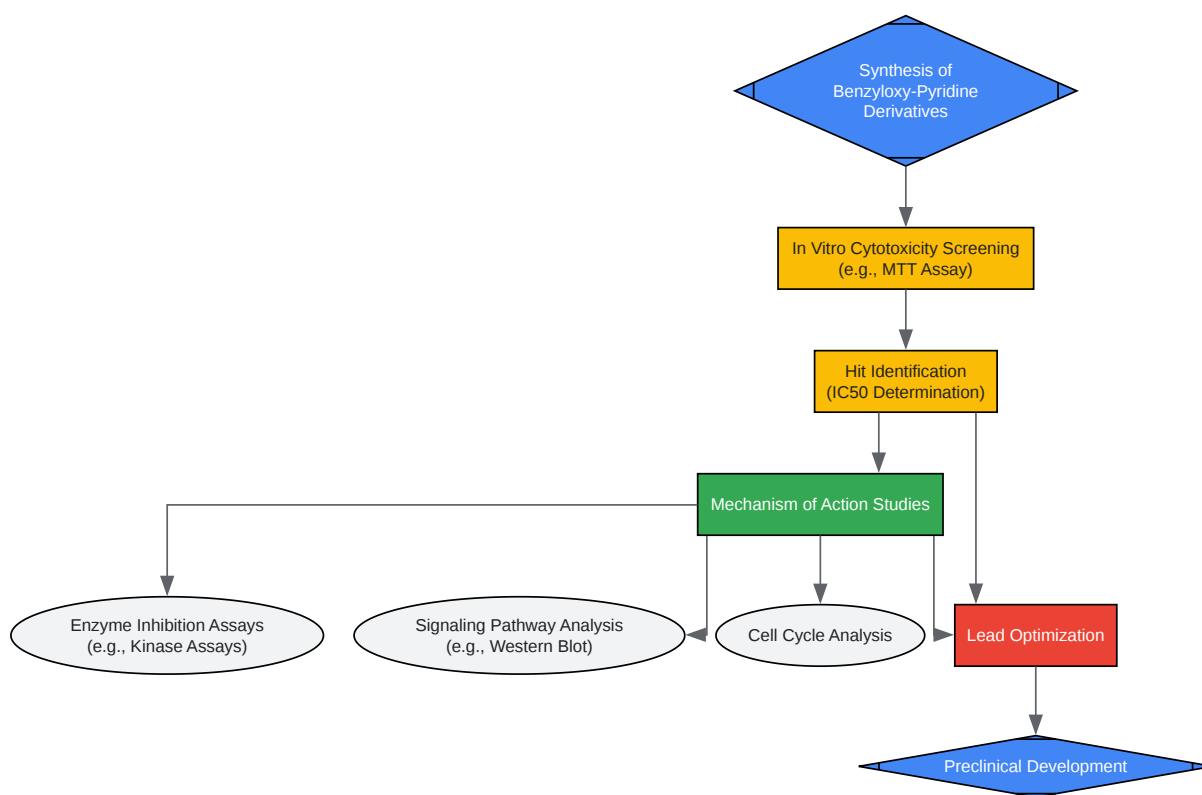 Synthesis of
Benzyloxy-Pyridine
Derivatives
In Vitro Cytotoxicity Screening
(e.g., MTT Assay)
Hit Identification
(IC50 Determination)
Mechanism of Action Studies
Enzyme Inhibition Assays
(e.g., Kinase Assays)
Signaling Pathway Analysis
(e.g., Western Blot)
Cell Cycle Analysis
Lead Optimization
Preclinical Development